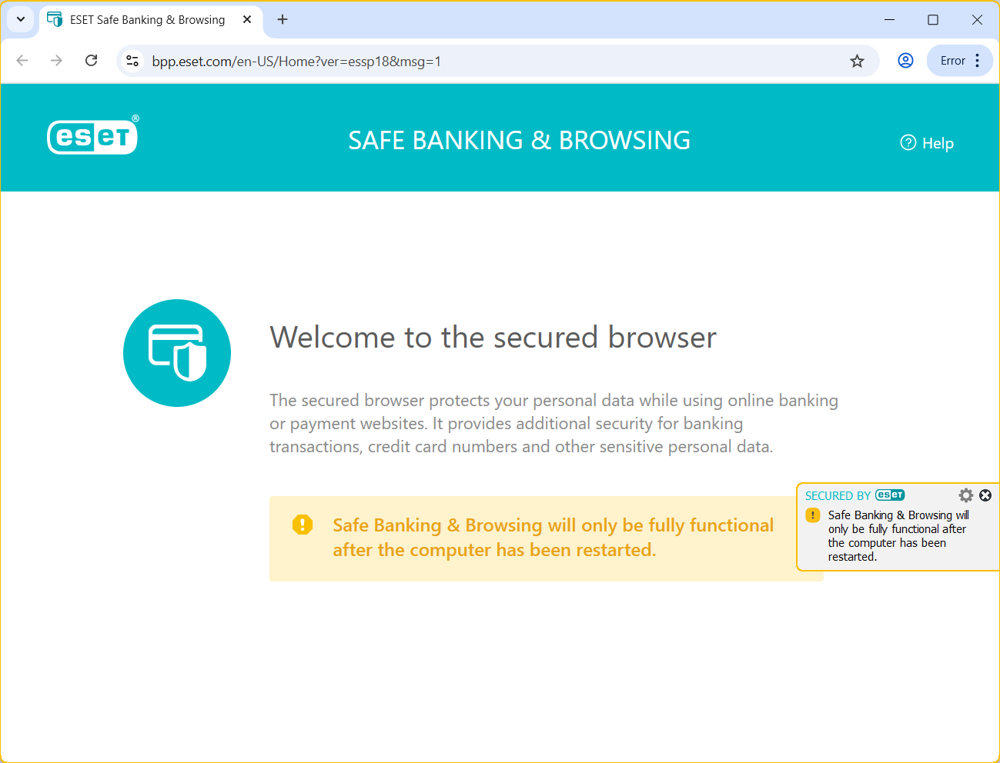 ESET Safe Banking & Browsing
bpp.eset.com/en-US/Home?ver=essp18&msg=1
Error
eset®
SAFE BANKING & BROWSING
? Help
Welcome to the secured browser
The secured browser protects your personal data while using online banking
or payment websites. It provides additional security for banking
transactions, credit card numbers and other sensitive personal data.
Safe Banking & Browsing will only be fully functional
after the computer has been restarted.
SECURED BY eset
Safe Banking & Browsing will
only be fully functional after
the computer has been
restarted.